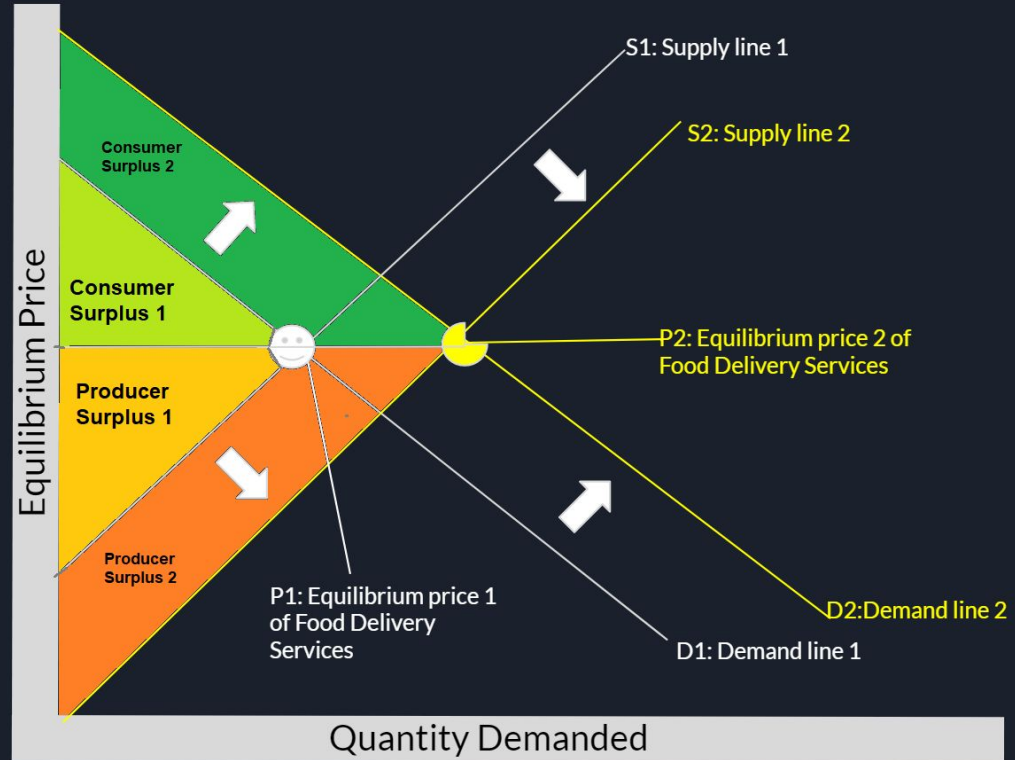 S1: Supply line 1
S2: Supply line 2
Consumer
Surplus 2
Consumer
Surplus 1
Equilibrium Price
P2: Equilibrium price 2 of
Food Delivery Services
Producer
Surplus 1
Producer
Surplus 2
P1: Equilibrium price 1
of Food Delivery
Services
D2:Demand line 2
D1: Demand line 1
Quantity Demanded